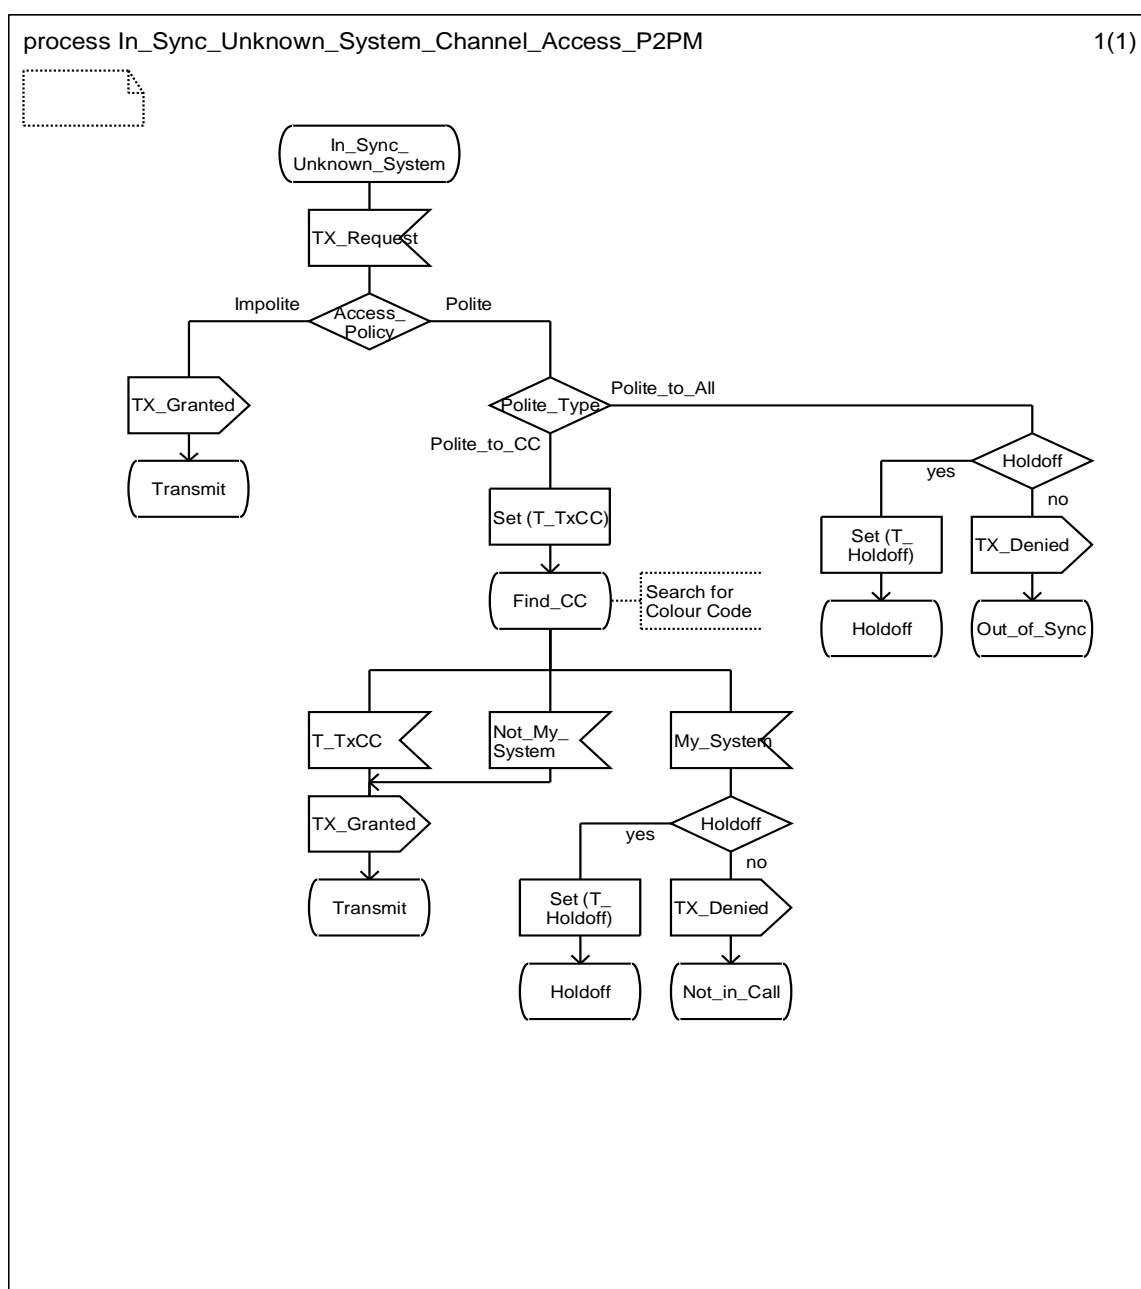 process In_Sync_Unknown_System_Channel_Access_P2PM
1(1)
In_Sync_
Unknown_System
TX_Request
Impolite
Access_
Policy
Polite
TX_Granted
Transmit
Polite_Type
Polite_to_All
Polite_to_CC
Holdoff
yes
no
Set (T_TxCC)
Set (T_
Holdoff)
TX_Denied
Find_CC
Search for
Colour Code
Holdoff
Out_of_Sync
T_TxCC
Not_My_
System
My_System
TX_Granted
Holdoff
yes
no
Transmit
Set (T_
Holdoff)
TX_Denied
Holdoff
Not_in_Call